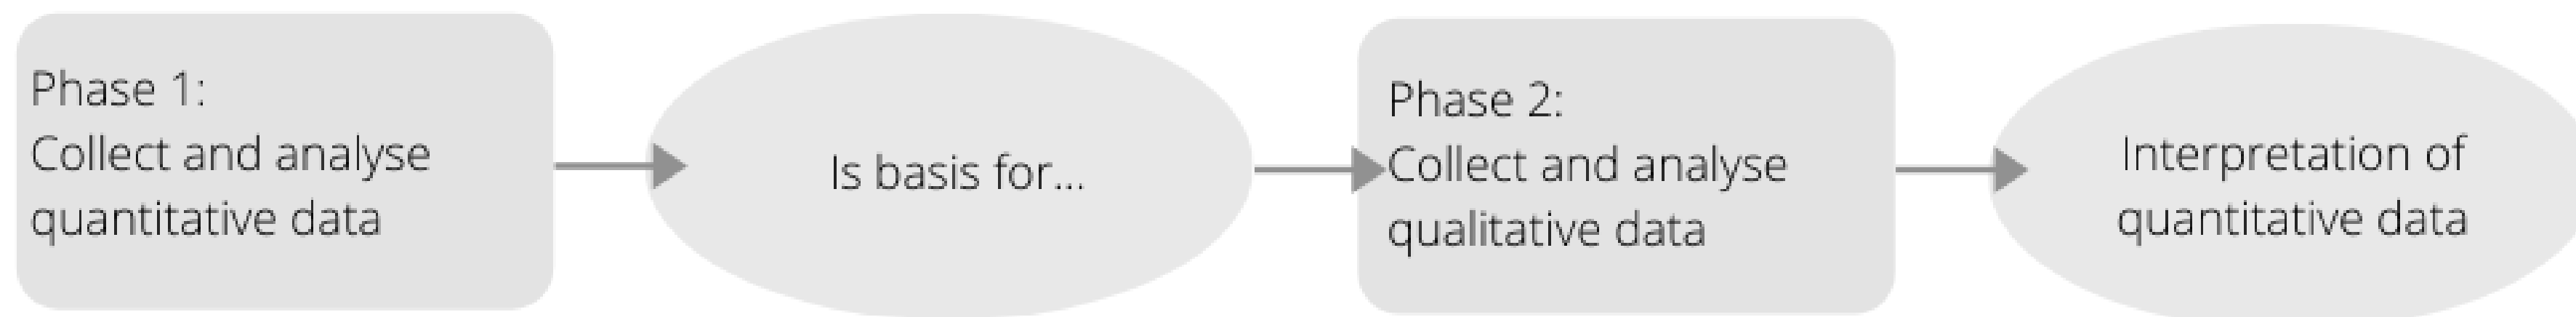 Phase 1:
Collect and analyse
quantitative data
Is basis for...
Phase 2:
Collect and analyse
qualitative data
Interpretation of
quantitative data